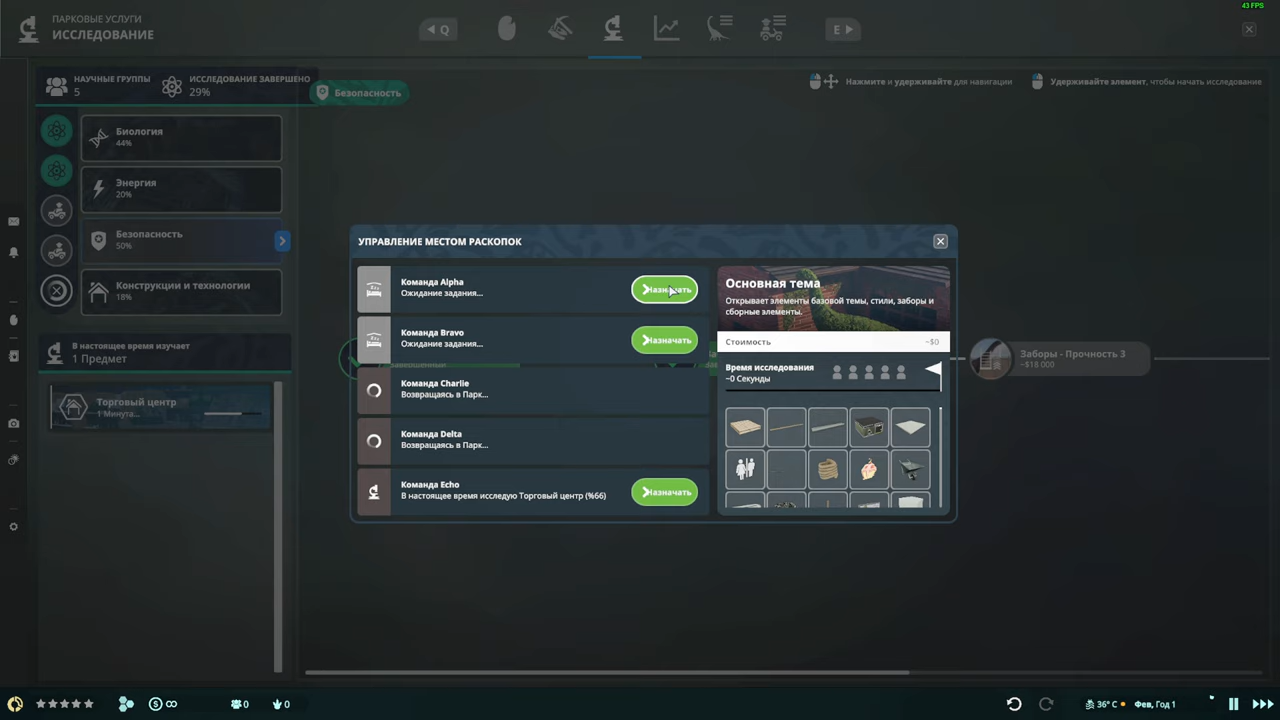 43 FPS
ПАРКОВЫЕ УСЛУГИ
ИССЛЕДОВАНИЕ
Q
E
НАУЧНЫЕ ГРУППЫ
5
ИССЛЕДОВАНИЕ ЗАВЕРШЕНО
29%
Безопасность
Нажмите и удерживайте для навигации
Удерживайте элемент, чтобы начать исследование
Биология
44%
Энергия
20%
Безопасность
50%
Конструкции и технологии
18%
В настоящее время изучает
1 Предмет
Торговый центр
1 Минута...
УПРАВЛЕНИЕ МЕСТОМ РАСКОПОК
Команда Alpha
Ожидание задания...
Назначать
Команда Bravo
Ожидание задания...
Назначать
Команда Charlie
Возвращаясь в Парк...
Команда Delta
Возвращаясь в Парк...
Команда Echo
В настоящее время исследую Торговый центр (%66)
Назначать
Основная тема
Открывает элементы базовой темы, стили, заборы и
сборные элементы.
Стоимость
~$0
Время исследования
~0 Секунды
Заборы - Прочность 3
~$18 000
∞
0
0
36° C
Фев, Год 1